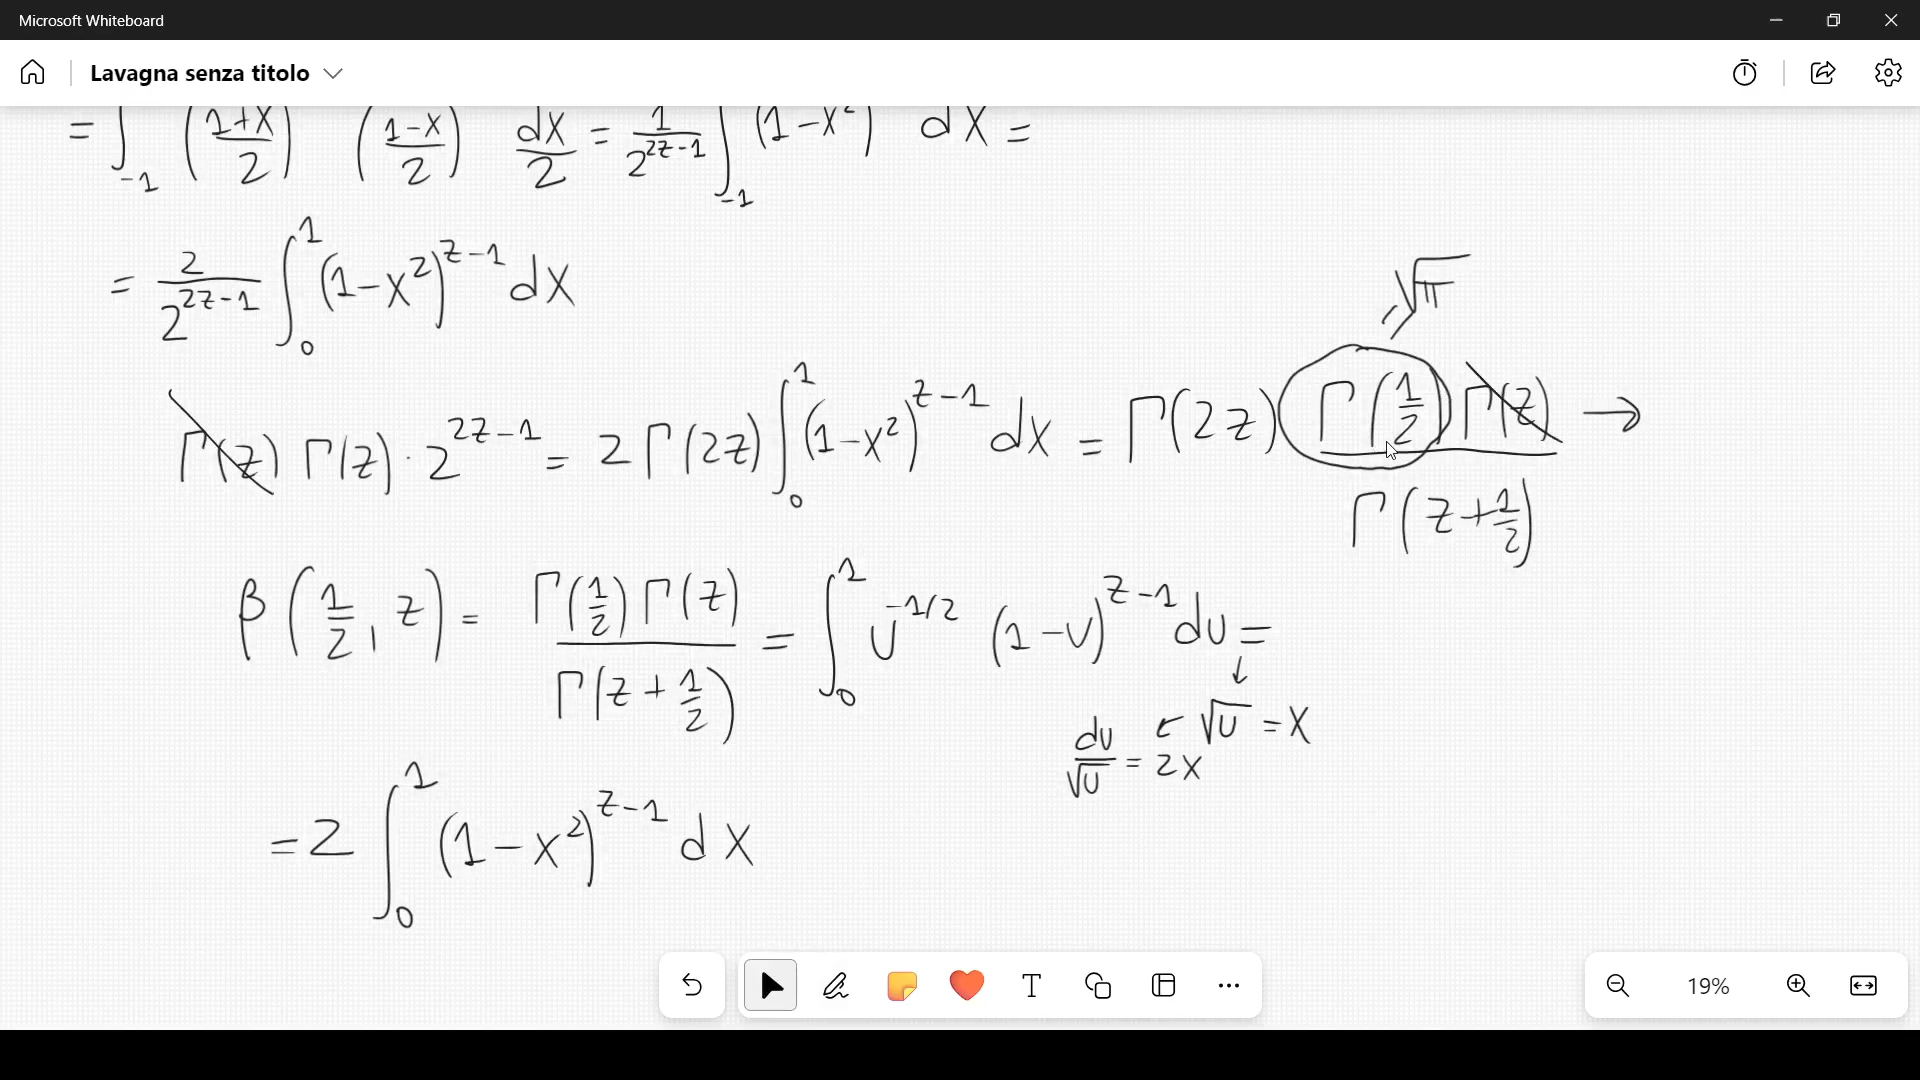 Microsoft Whiteboard
Lavagna senza titolo
= ∫_{-1} ((1+x)/2) ((1-x)/2) dx/2 = 1/2^{2z-1} ∫_{-1} (1-x²) dx =
= 2/2^{2z-1} ∫_0^1 (1-x²)^{z-1} dx
√π
Γ(z) Γ(z) · 2^{2z-1} = 2 Γ(2z) ∫_0^1 (1-x²)^{z-1} dx = Γ(2z) Γ(1/2) Γ(z) / Γ(z+1/2) →
β(1/2, z) = Γ(1/2) Γ(z) / Γ(z+1/2) = ∫_0^1 u^{-1/2} (1-u)^{z-1} du =
↓
√u = x
du/√u = 2x
= 2 ∫_0^1 (1-x²)^{z-1} dx
T
19%